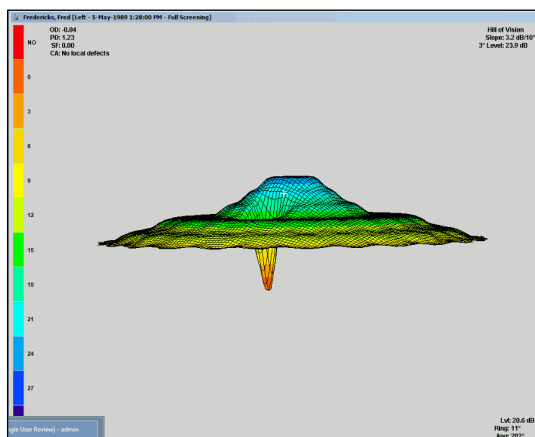 Fredericks, Fred [Left - 5-May-1989 1:28:00 PM - Full Screening]
OD: -0.04
PD: 1.23
SF: 0.00
CA: No local defects
Hill of Vision
Slope: 3.2 dB/10°
3° Level: 23.9 dB
NO
0
3
6
9
12
15
18
21
24
27
Lvl: 20.6 dB
Ring: 11°
Ang: 202°
gle User Review) - admin